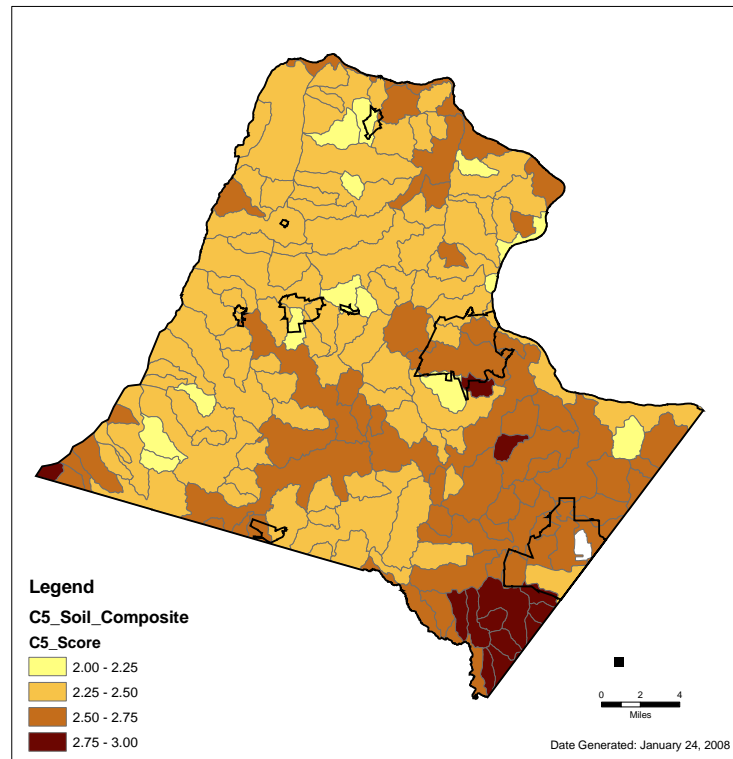 Legend
C5_Soil_Composite
C5_Score
2.00 - 2.25
2.25 - 2.50
2.50 - 2.75
2.75 - 3.00
0 2 4
Miles
Date Generated: January 24, 2008